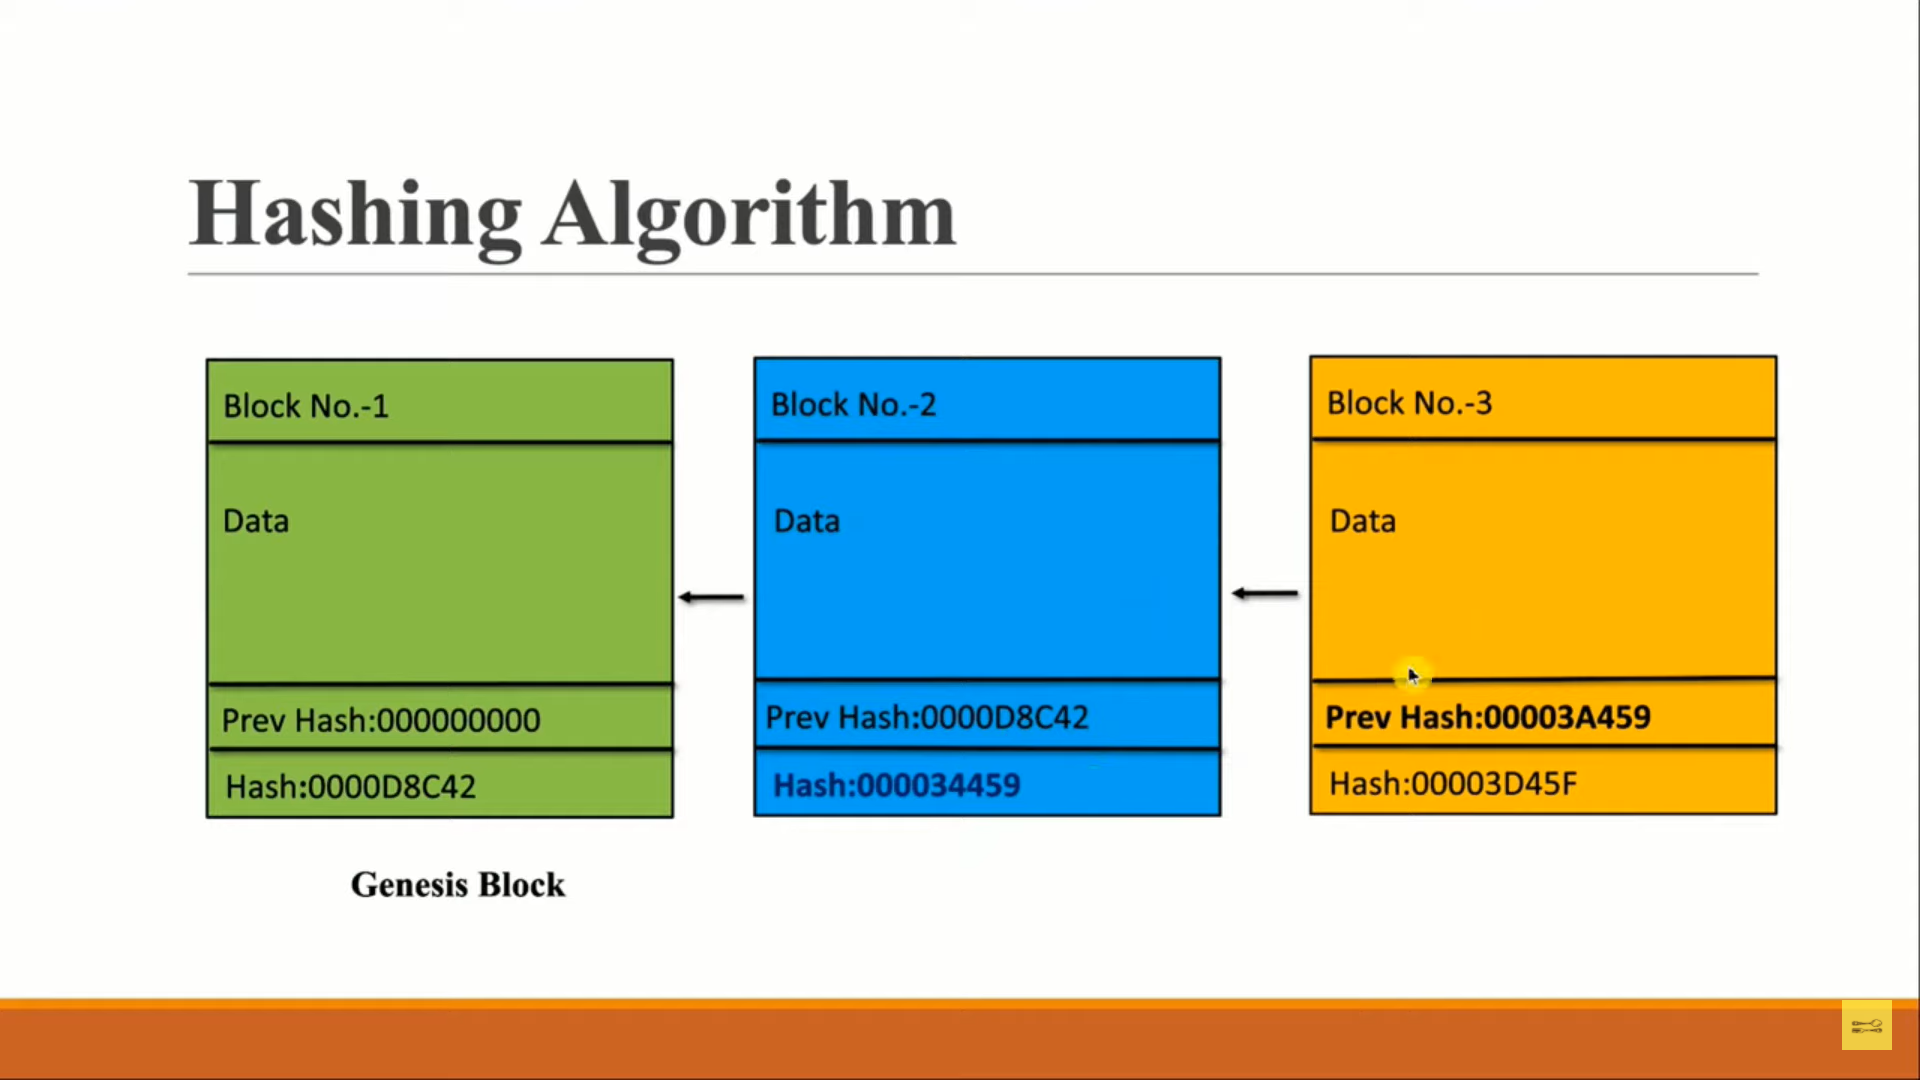 Hashing Algorithm
Block No.-1
Data
Prev Hash:000000000
Hash:0000D8C42
Genesis Block
Block No.-2
Data
Prev Hash:0000D8C42
Hash:000034459
Block No.-3
Data
Prev Hash:00003A459
Hash:00003D45F